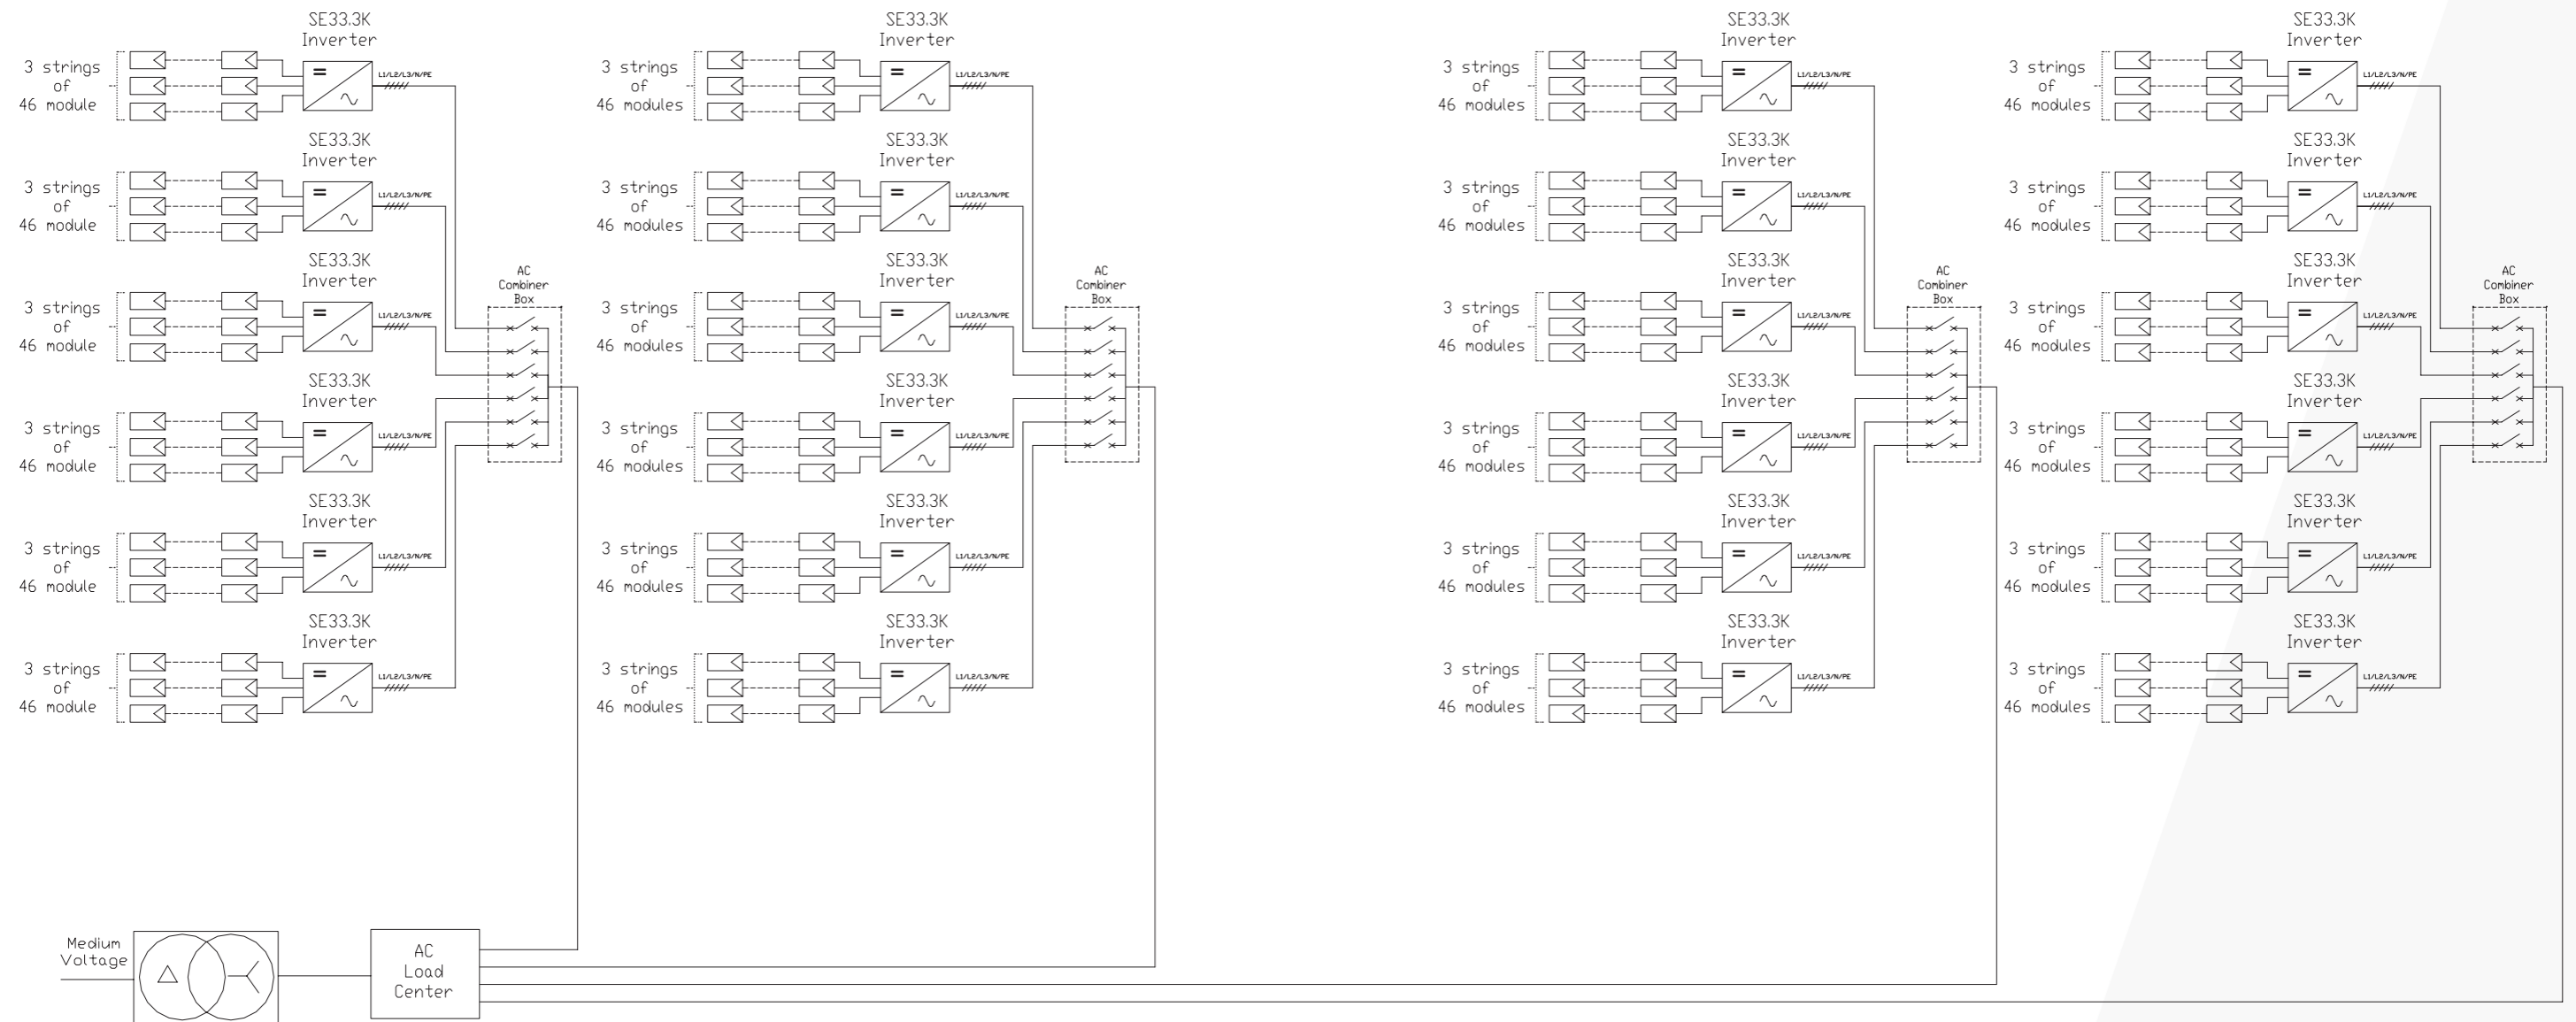 SE33.3K
Inverter
L1/L2/L3/N/PE
3 strings
of
46 module
SE33.3K
Inverter
L1/L2/L3/N/PE
3 strings
of
46 module
SE33.3K
Inverter
L1/L2/L3/N/PE
3 strings
of
46 module
SE33.3K
Inverter
L1/L2/L3/N/PE
3 strings
of
46 module
SE33.3K
Inverter
L1/L2/L3/N/PE
3 strings
of
46 module
SE33.3K
Inverter
L1/L2/L3/N/PE
3 strings
of
46 module
AC
Combiner
Box
SE33.3K
Inverter
L1/L2/L3/N/PE
3 strings
of
46 modules
SE33.3K
Inverter
L1/L2/L3/N/PE
3 strings
of
46 modules
SE33.3K
Inverter
L1/L2/L3/N/PE
3 strings
of
46 modules
SE33.3K
Inverter
L1/L2/L3/N/PE
3 strings
of
46 modules
SE33.3K
Inverter
L1/L2/L3/N/PE
3 strings
of
46 modules
SE33.3K
Inverter
L1/L2/L3/N/PE
3 strings
of
46 modules
AC
Combiner
Box
SE33.3K
Inverter
L1/L2/L3/N/PE
3 strings
of
46 modules
SE33.3K
Inverter
L1/L2/L3/N/PE
3 strings
of
46 modules
SE33.3K
Inverter
L1/L2/L3/N/PE
3 strings
of
46 modules
SE33.3K
Inverter
L1/L2/L3/N/PE
3 strings
of
46 modules
SE33.3K
Inverter
L1/L2/L3/N/PE
3 strings
of
46 modules
SE33.3K
Inverter
L1/L2/L3/N/PE
3 strings
of
46 modules
AC
Combiner
Box
SE33.3K
Inverter
L1/L2/L3/N/PE
3 strings
of
46 modules
SE33.3K
Inverter
L1/L2/L3/N/PE
3 strings
of
46 modules
SE33.3K
Inverter
L1/L2/L3/N/PE
3 strings
of
46 modules
SE33.3K
Inverter
L1/L2/L3/N/PE
3 strings
of
46 modules
SE33.3K
Inverter
L1/L2/L3/N/PE
3 strings
of
46 modules
SE33.3K
Inverter
L1/L2/L3/N/PE
3 strings
of
46 modules
AC
Combiner
Box
Medium
Voltage
AC
Load
Center